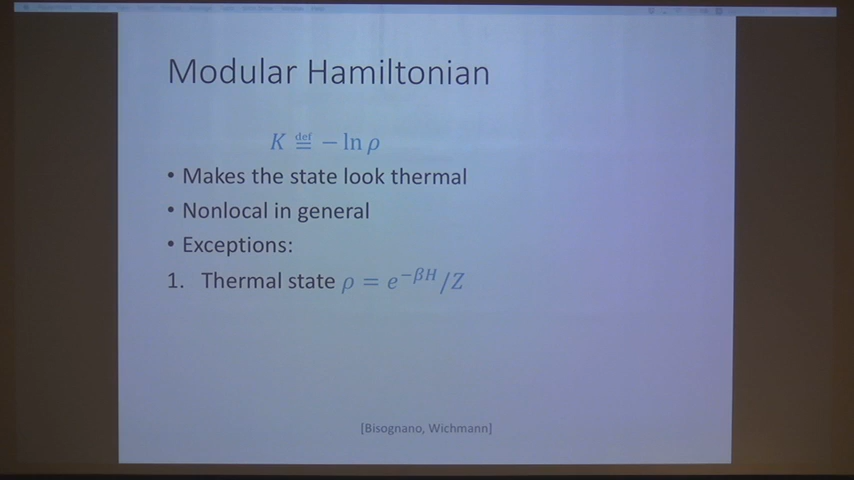 Modular Hamiltonian
K ≝ − ln ρ
• Makes the state look thermal
• Nonlocal in general
• Exceptions:
1. Thermal state ρ = e^{−βH}/Z
[Bisognano, Wichmann]